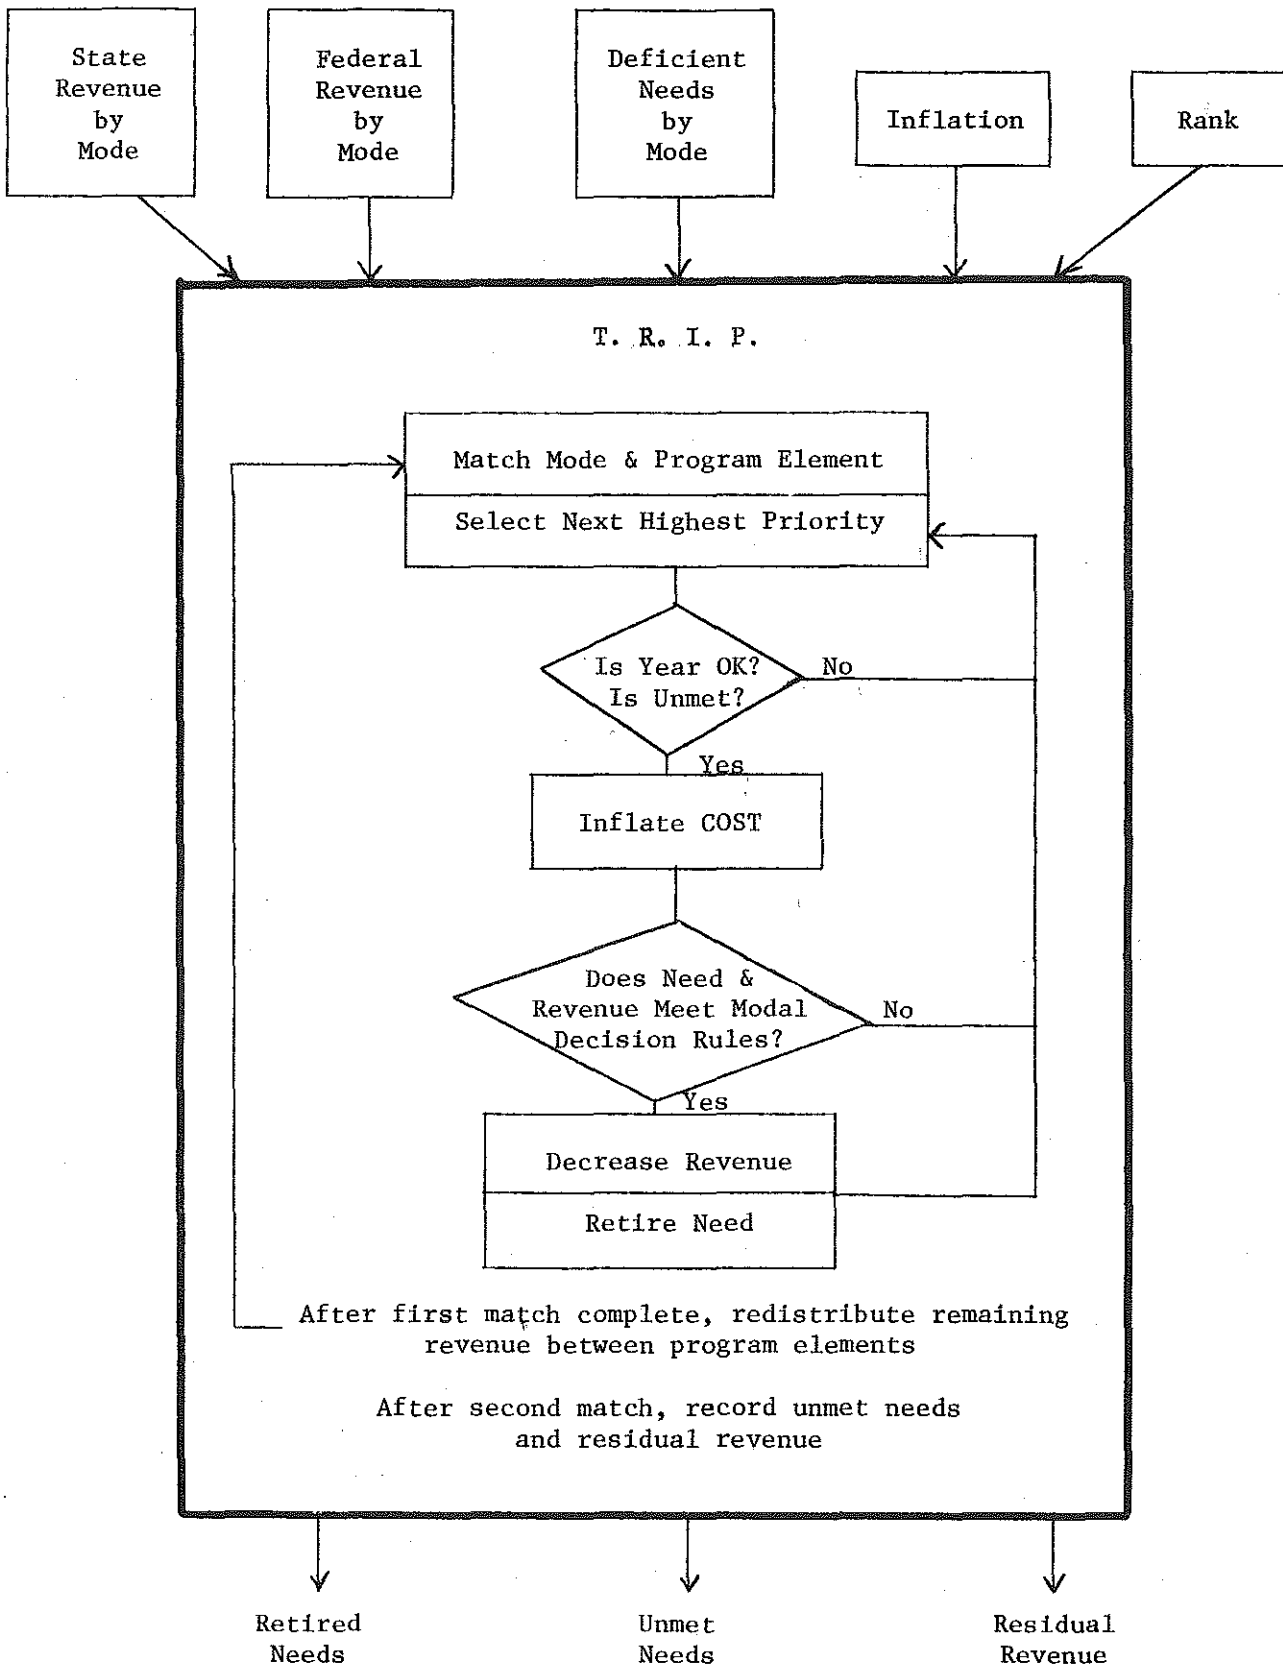 State
Revenue
by
Mode
Federal
Revenue
by
Mode
Deficient
Needs
by
Mode
Inflation
Rank
T. R. I. P.
Match Mode & Program Element
Select Next Highest Priority
Is Year OK?
Is Unmet?
No
Yes
Inflate COST
Does Need &
Revenue Meet Modal
Decision Rules?
No
Yes
Decrease Revenue
Retire Need
After first match complete, redistribute remaining
revenue between program elements
After second match, record unmet needs
and residual revenue
Retired
Needs
Unmet
Needs
Residual
Revenue